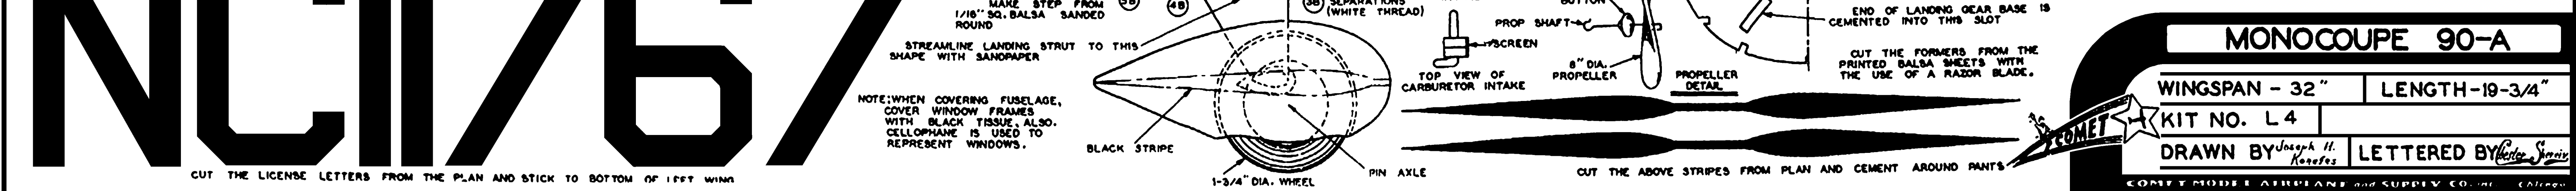 NC11767
CUT THE LICENSE LETTERS FROM THE PLAN AND STICK TO BOTTOM OF LEFT WING
MAKE STEP FROM
1/16" SQ. BALSA SANDED
ROUND
STREAMLINE LANDING STRUT TO THIS
SHAPE WITH SANDPAPER
NOTE: WHEN COVERING FUSELAGE,
COVER WINDOW FRAMES
WITH BLACK TISSUE, ALSO.
CELLOPHANE IS USED TO
REPRESENT WINDOWS.
4B
3B
SEPARATIONS
(WHITE THREAD)
BLACK STRIPE
1-3/4" DIA. WHEEL
PIN AXLE
SCREEN
TOP VIEW OF
CARBURETOR INTAKE
BUTTON
PROP SHAFT
8" DIA.
PROPELLER
PROPELLER
DETAIL
END OF LANDING GEAR BASE IS
CEMENTED INTO THIS SLOT
CUT THE FORMERS FROM THE
PRINTED BALSA SHEETS WITH
THE USE OF A RAZOR BLADE.
CUT THE ABOVE STRIPES FROM PLAN AND CEMENT AROUND PANTS
COMET
MONOCOUPE 90-A
WINGSPAN - 32"
LENGTH-19-3/4"
KIT NO. L4
DRAWN BY Joseph H.
LETTERED BY
COMET MODEL AIRPLANE and SUPPLY CO. inc. Chicago